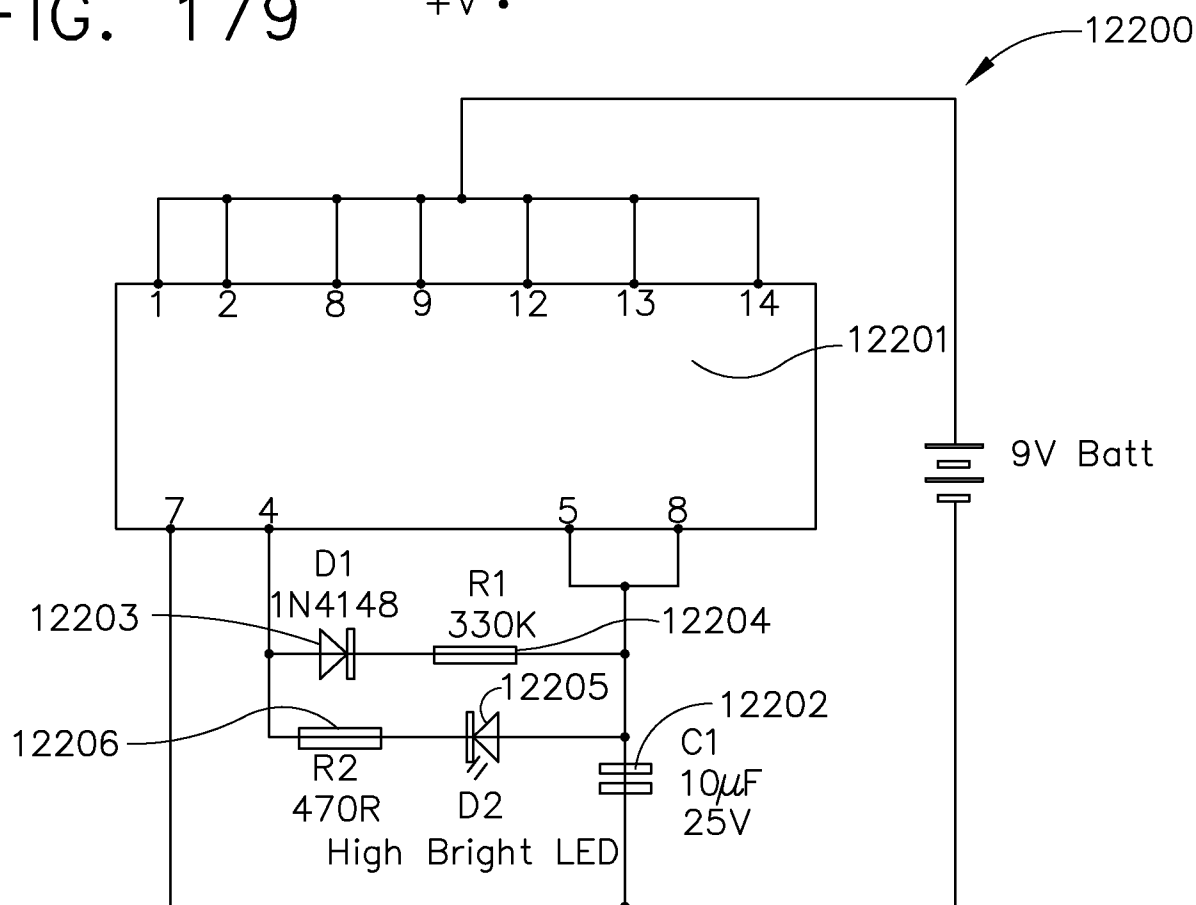 FIG. 179
+V
12200
1 2 8 9 12 13 14
12201
9V Batt
7 4 5 8
D1
1N4148
R1
330K
12203
12204
12205
12202
12206
R2
470R
D2
High Bright LED
C1
10µF
25V